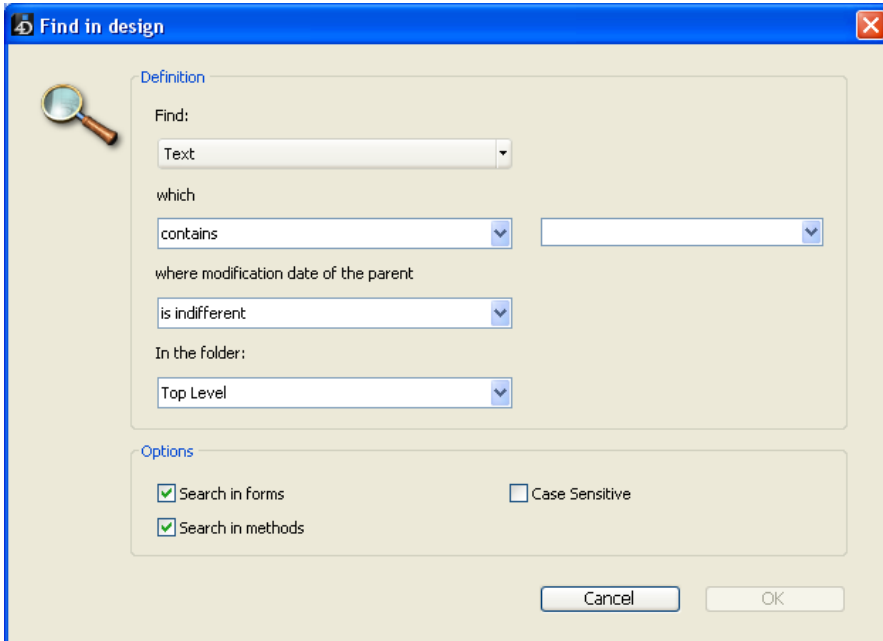 4D Find in design
Definition
Find:
Text
which
contains
where modification date of the parent
is indifferent
In the folder:
Top Level
Options
Search in forms
Case Sensitive
Search in methods
Cancel
OK